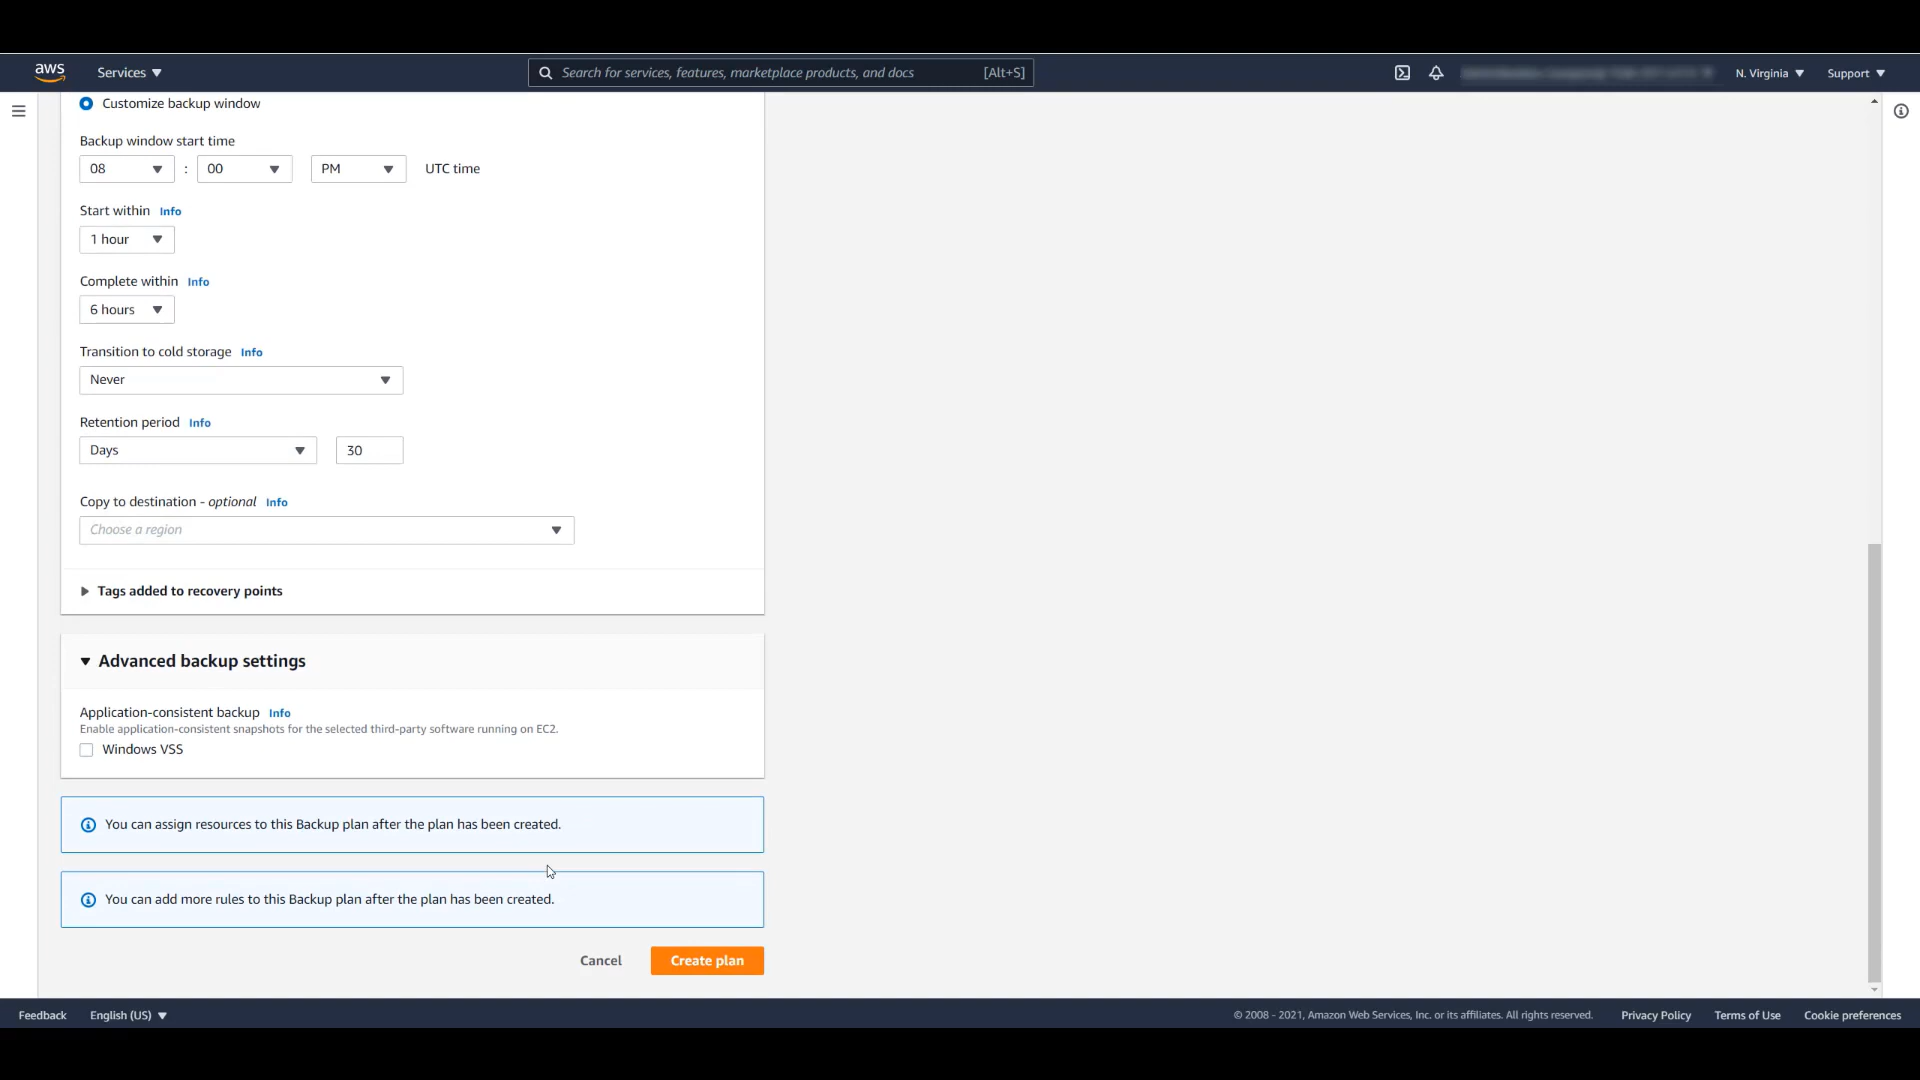 aws Services Search for services, features, marketplace products, and docs [Alt+S] N. Virginia Support
Customize backup window
Backup window start time
08 : 00 PM UTC time
Start within Info
1 hour
Complete within Info
6 hours
Transition to cold storage Info
Never
Retention period Info
Days 30
Copy to destination - optional Info
Choose a region
Tags added to recovery points
Advanced backup settings
Application-consistent backup Info
Enable application-consistent snapshots for the selected third-party software running on EC2.
Windows VSS
You can assign resources to this Backup plan after the plan has been created.
You can add more rules to this Backup plan after the plan has been created.
Cancel Create plan
Feedback English (US) © 2008 - 2021, Amazon Web Services, Inc. or its affiliates. All rights reserved. Privacy Policy Terms of Use Cookie preferences